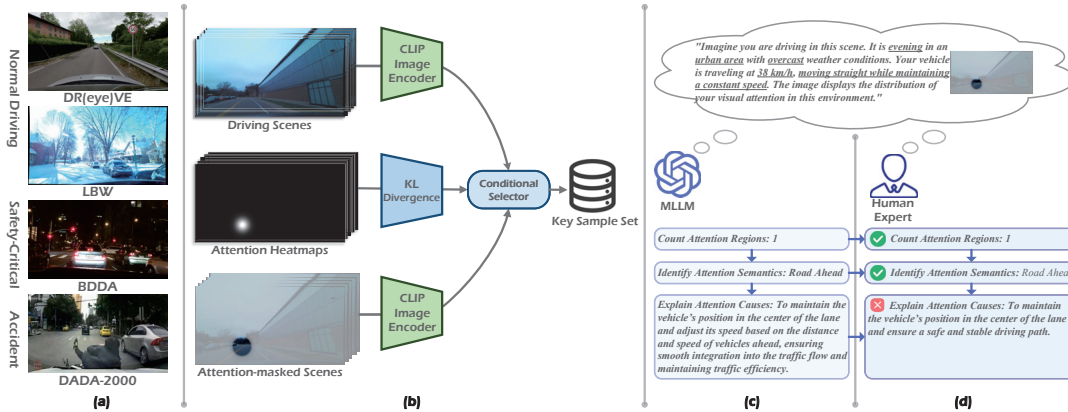 Normal Driving
Safety-Critical
Accident
DR(eye)VE
LBW
BDDA
DADA-2000
(a)
Driving Scenes
Attention Heatmaps
Attention-masked Scenes
CLIP
Image
Encoder
KL
Divergence
CLIP
Image
Encoder
Conditional
Selector
Key Sample Set
(b)
"Imagine you are driving in this scene. It is evening in an
urban area with overcast weather conditions. Your vehicle
is traveling at 38 km/h, moving straight while maintaining
a constant speed. The image displays the distribution of
your visual attention in this environment."
MLLM
Count Attention Regions: 1
Identify Attention Semantics: Road Ahead
Explain Attention Causes: To maintain the
vehicle's position in the center of the lane
and adjust its speed based on the distance
and speed of vehicles ahead, ensuring
smooth integration into the traffic flow and
maintaining traffic efficiency.
(c)
Human
Expert
Count Attention Regions: 1
Identify Attention Semantics: Road Ahead
Explain Attention Causes: To maintain
the vehicle's position in the center of the lane
and ensure a safe and stable driving path.
(d)